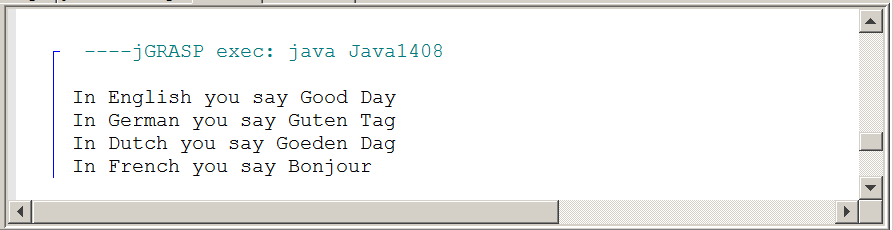 ----jGRASP exec: java Java1408
In English you say Good Day
In German you say Guten Tag
In Dutch you say Goeden Dag
In French you say Bonjour